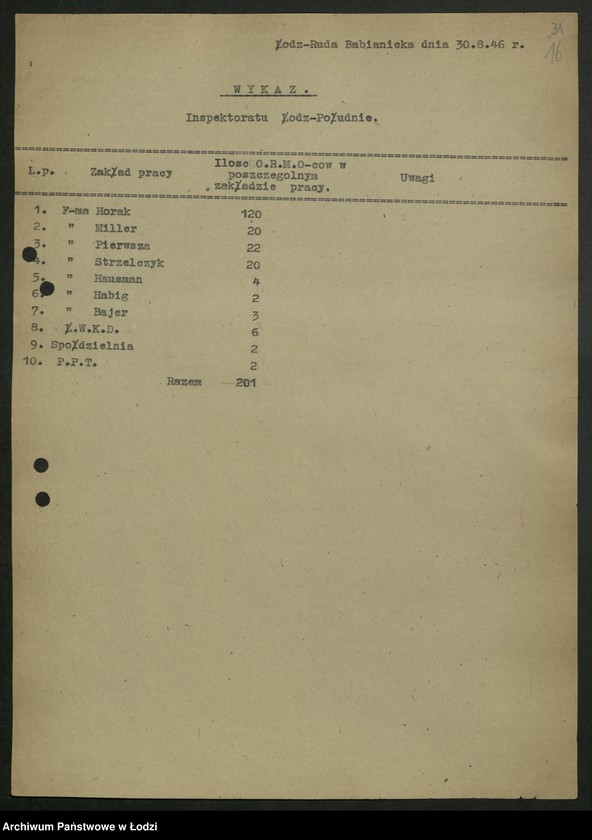 31
16
Łodz-Ruda Babianicka dnia 30.8.46 r.
W Y K A Z .
Inspektoratu Łodz-Południe.
L.p. Zakład pracy Ilosc O.R.M.O-cow w poszczegolnym zakładzie pracy. Uwagi
1. F-ma Horak 120
2. " Miller 20
3. " Pierwsza 22
4. " Strzelczyk 20
5. " Hausman 4
6. " Habig 2
7. " Bajer 3
8. Ł.W.K.D. 6
9. Społdzielnia 2
10. P.P.T. 2
Razem 201
Archiwum Państwowe w Łodzi